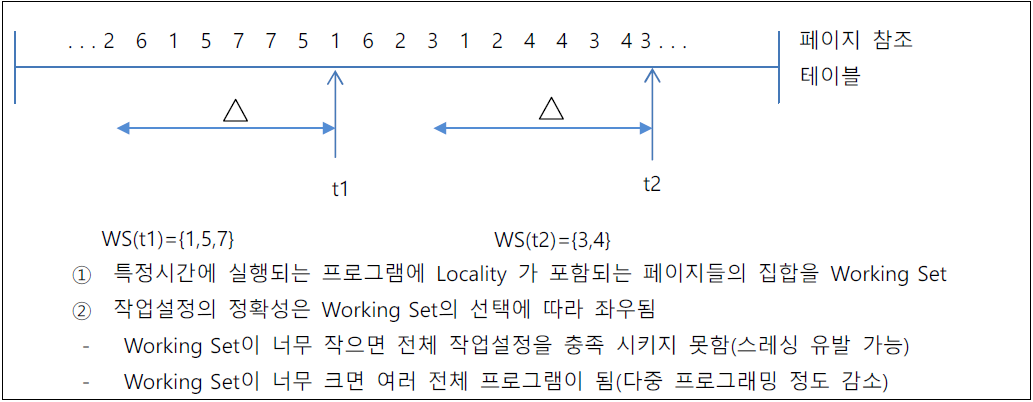 ...2 6 1 5 7 7 5 1 6 2 3 1 2 4 4 3 4 3... 페이지 참조
테이블
△ △
t1 t2
WS(t1)={1,5,7} WS(t2)={3,4}
① 특정시간에 실행되는 프로그램에 Locality 가 포함되는 페이지들의 집합을 Working Set
② 작업설정의 정확성은 Working Set의 선택에 따라 좌우됨
- Working Set이 너무 작으면 전체 작업설정을 충족 시키지 못함(스레싱 유발 가능)
- Working Set이 너무 크면 여러 전체 프로그램이 됨(다중 프로그래밍 정도 감소)